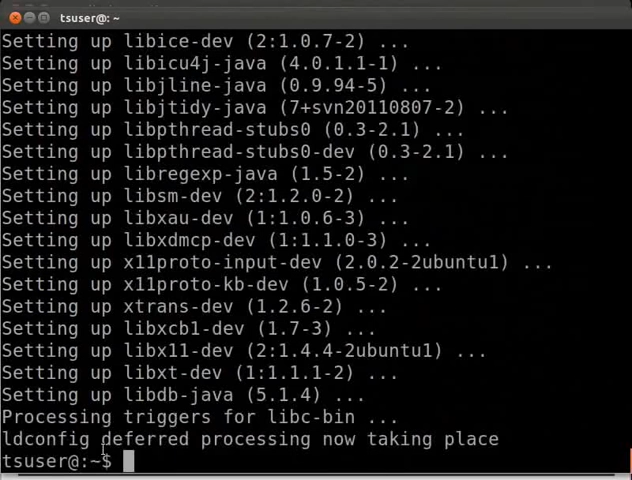 tsuser@: ~
Setting up libice-dev (2:1.0.7-2) ...
Setting up libicu4j-java (4.0.1.1-1) ...
Setting up libjline-java (0.9.94-5) ...
Setting up libjtidy-java (7+svn20110807-2) ...
Setting up libpthread-stubs0 (0.3-2.1) ...
Setting up libpthread-stubs0-dev (0.3-2.1) ...
Setting up libregexp-java (1.5-2) ...
Setting up libsm-dev (2:1.2.0-2) ...
Setting up libxau-dev (1:1.0.6-3) ...
Setting up libxdmcp-dev (1:1.1.0-3) ...
Setting up x11proto-input-dev (2.0.2-2ubuntu1) ...
Setting up x11proto-kb-dev (1.0.5-2) ...
Setting up xtrans-dev (1.2.6-2) ...
Setting up libxcb1-dev (1.7-3) ...
Setting up libx11-dev (2:1.4.4-2ubuntu1) ...
Setting up libxt-dev (1:1.1.1-2) ...
Setting up libdb-java (5.1.4) ...
Processing triggers for libc-bin ...
ldconfig deferred processing now taking place
tsuser@:~$